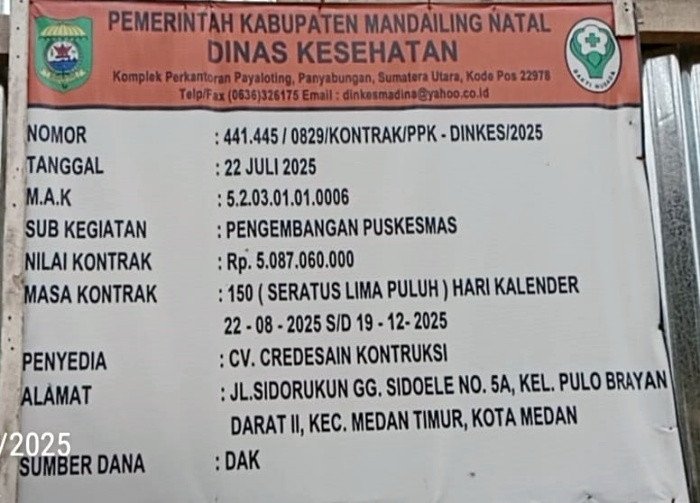 PEMERINTAH KABUPATEN MANDAILING NATAL
DINAS KESEHATAN
Komplek Perkantoran Payaloting, Panyabungan, Sumatera Utara, Kode Pos 22978
Telp/Fax (0636)326175 Email : dinkesmadina@yahoo.co.id
BAKTI HUSADA
NOMOR : 441.445 / 0829/KONTRAK/PPK - DINKES/2025
TANGGAL : 22 JULI 2025
M.A.K : 5.2.03.01.01.0006
SUB KEGIATAN : PENGEMBANGAN PUSKESMAS
NILAI KONTRAK : Rp. 5.087.060.000
MASA KONTRAK : 150 ( SERATUS LIMA PULUH ) HARI KALENDER
22 - 08 - 2025 S/D 19 - 12- 2025
PENYEDIA : CV. CREDESAIN KONTRUKSI
ALAMAT : JL.SIDORUKUN GG. SIDOELE NO. 5A, KEL. PULO BRAYAN
DARAT II, KEC. MEDAN TIMUR, KOTA MEDAN
/2025
SUMBER DANA : DAK